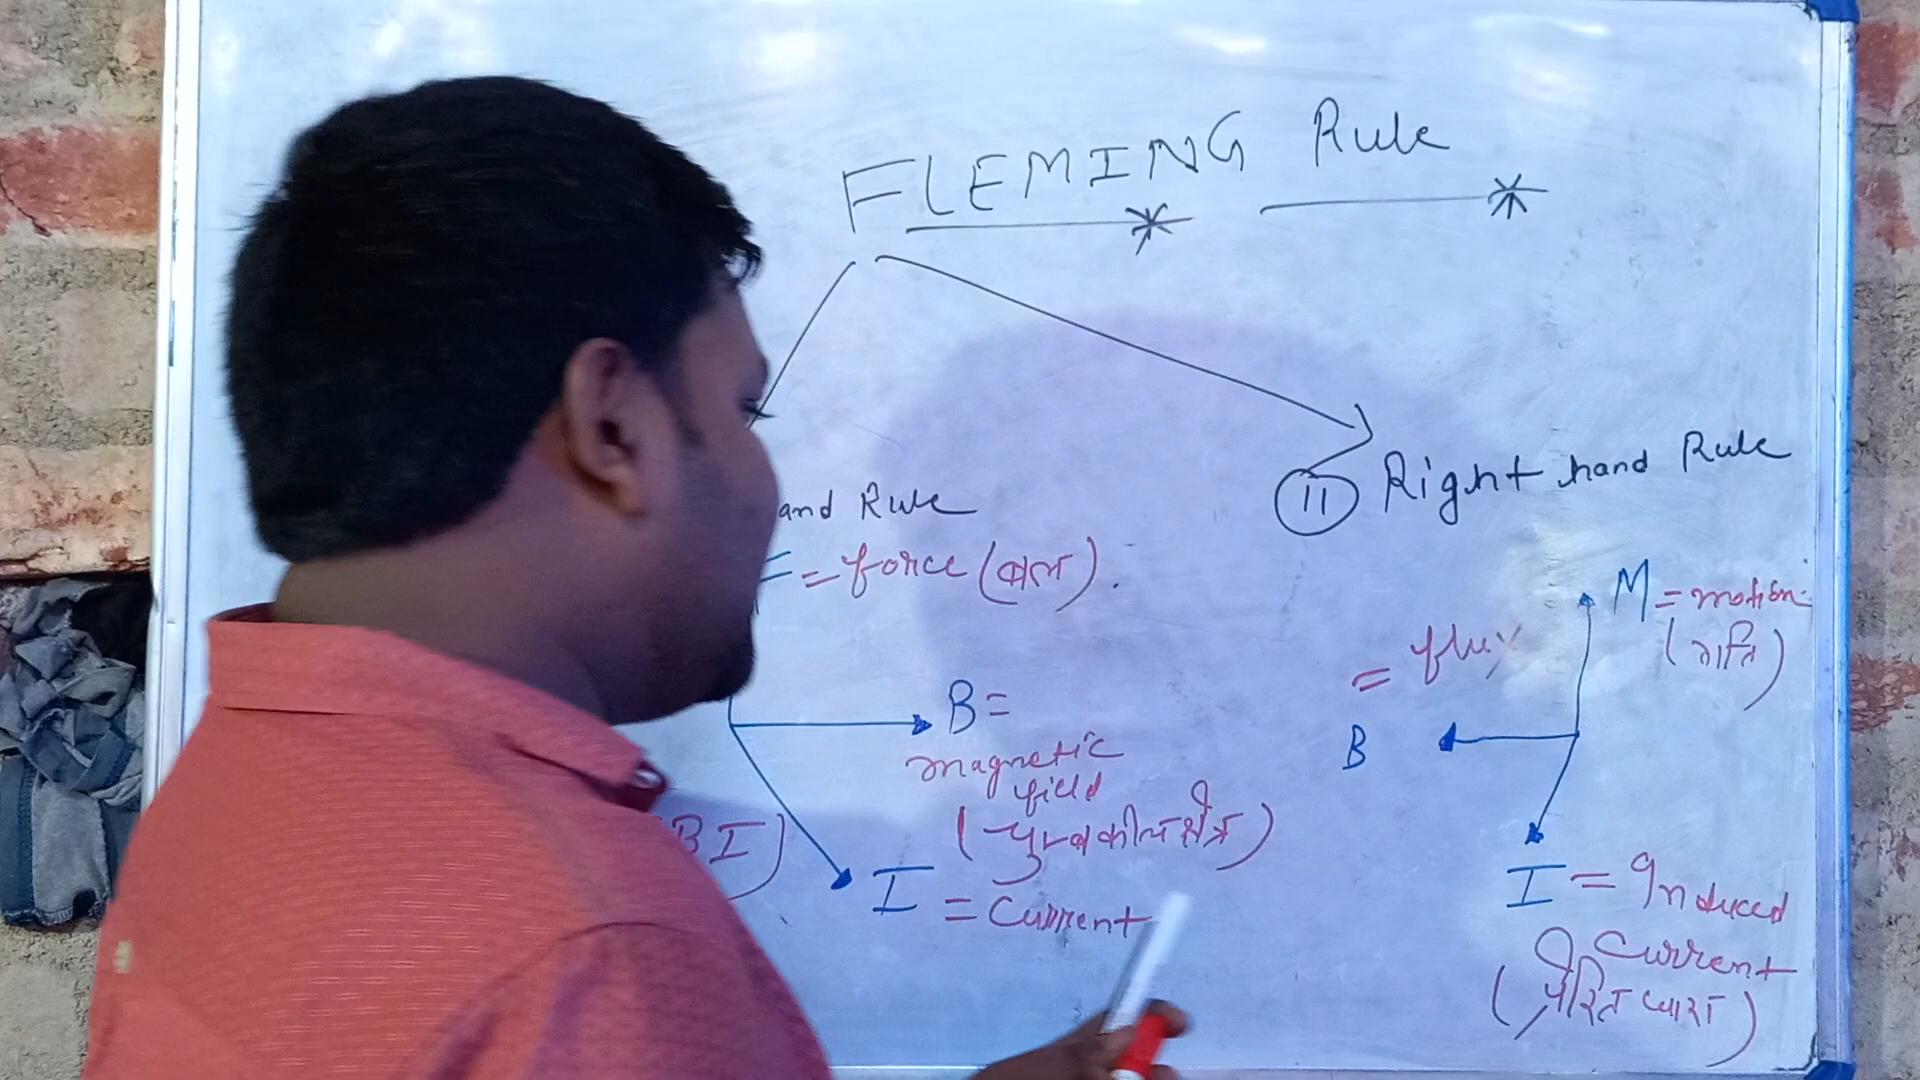 FLEMING Rule
and Rule
11 Right hand Rule
F = force (बल).
M = motion
(गति)
= flux
B =
magnetic
field
(चुम्बकीय क्षेत्र)
B
BI)
I = Current
I = Induced
Current
(प्रेरित धारा)